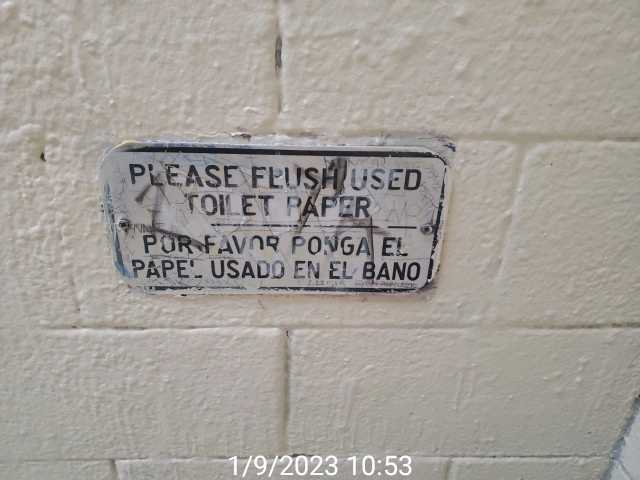 PLEASE FLUSH USED
TOILET PAPER
POR FAVOR PONGA EL
PAPEL USADO EN EL BANO
1/9/2023 10:53